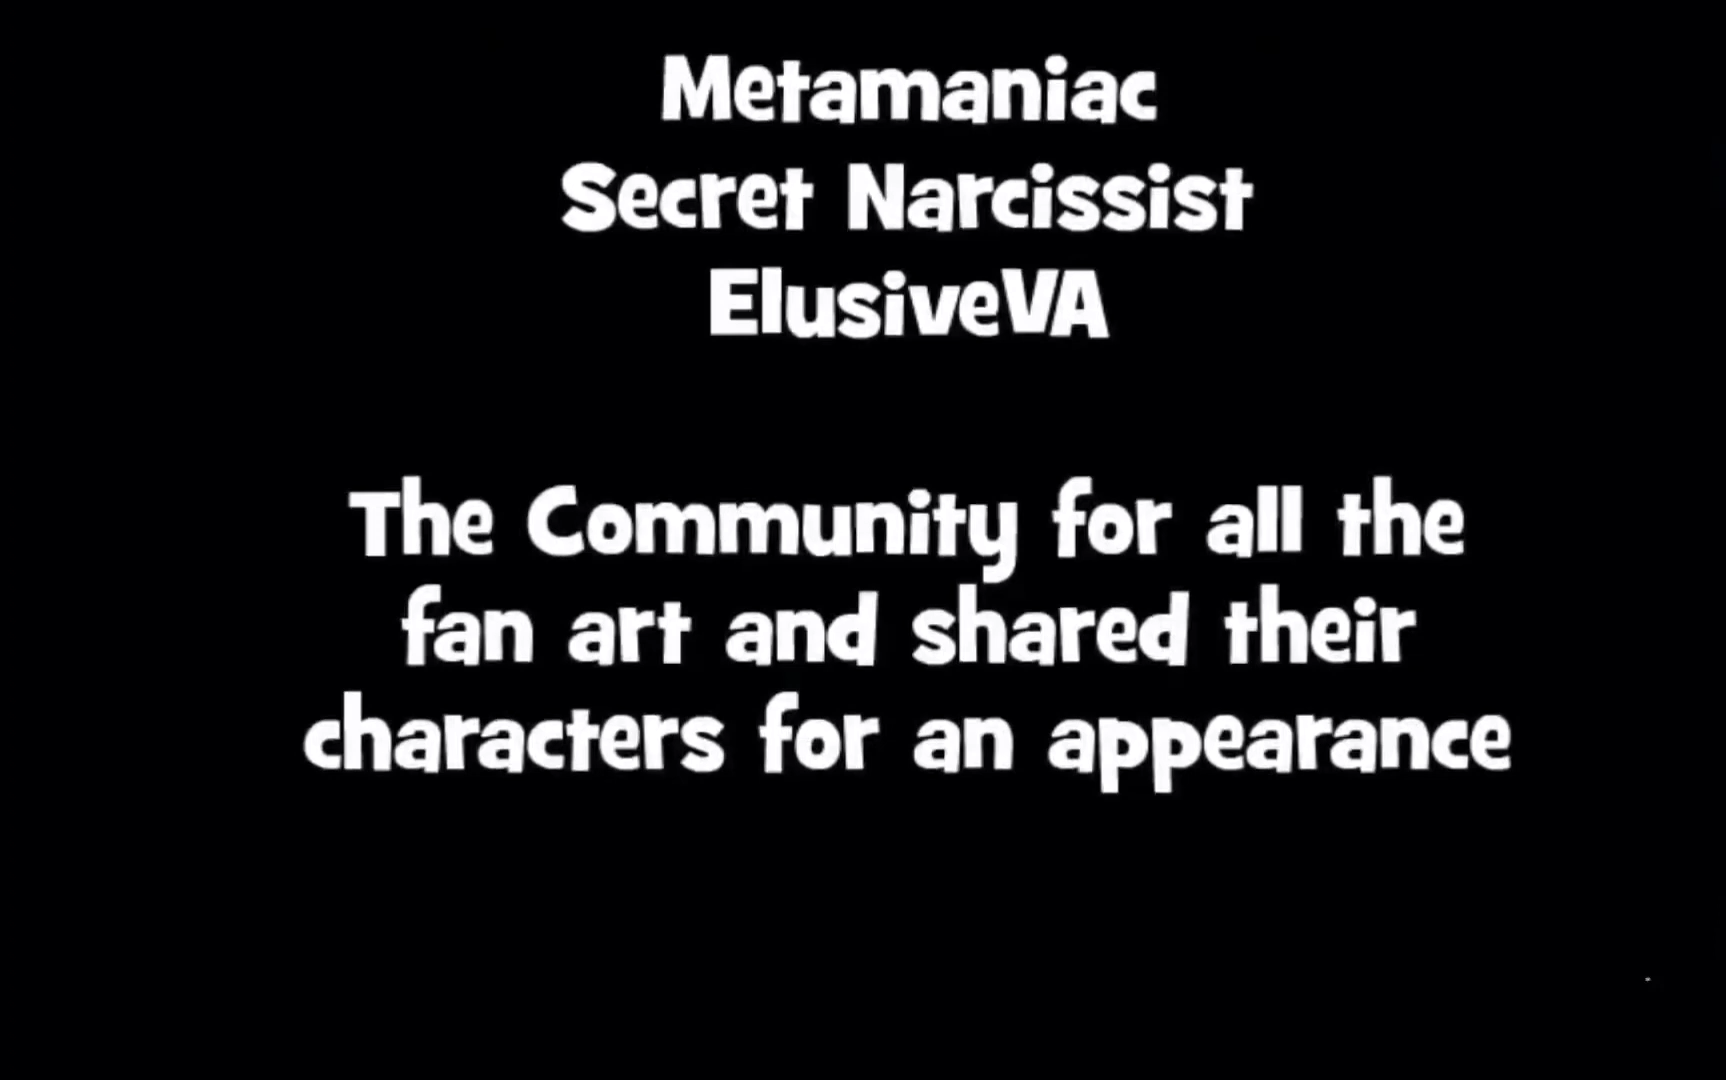 Metamaniac
Secret Narcissist
ElusiveVA
The Community for all the
fan art and shared their
characters for an appearance